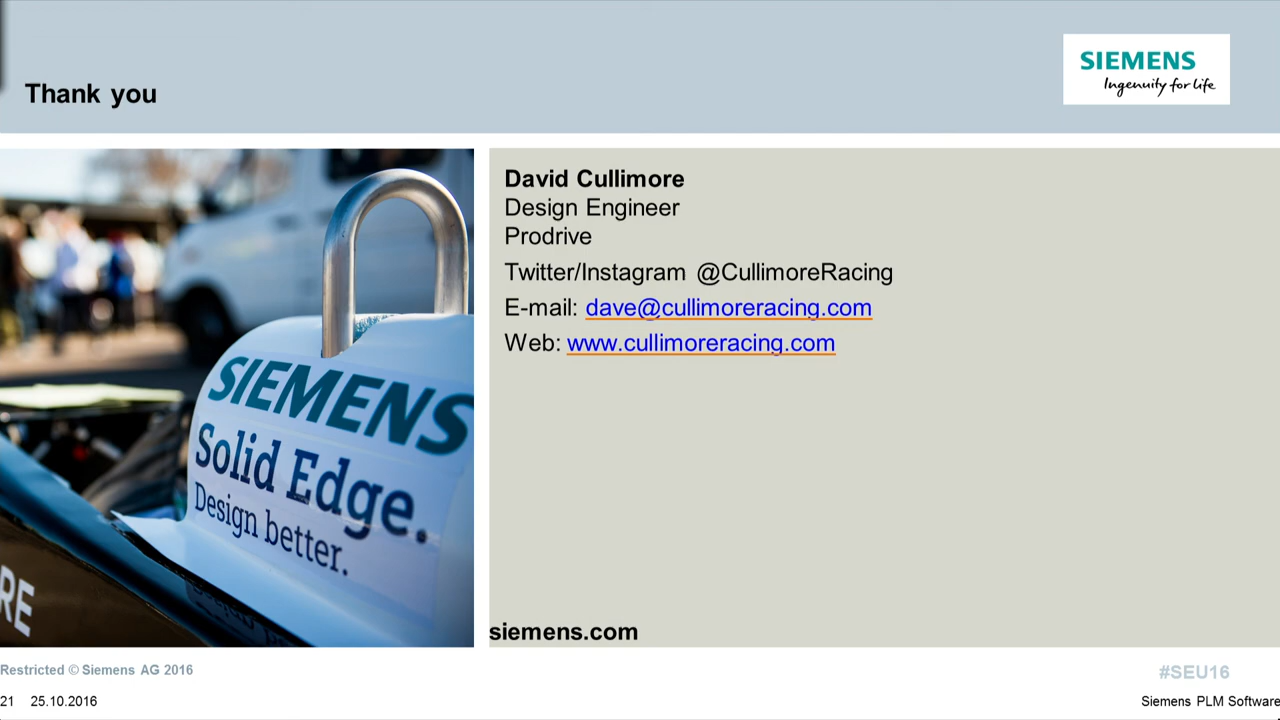 Thank you
SIEMENS
Ingenuity for life
SIEMENS
Solid Edge.
Design better.
RE
David Cullimore
Design Engineer
Prodrive
Twitter/Instagram @CullimoreRacing
E-mail: dave@cullimoreracing.com
Web: www.cullimoreracing.com
siemens.com
Restricted © Siemens AG 2016
#SEU16
21 25.10.2016
Siemens PLM Software